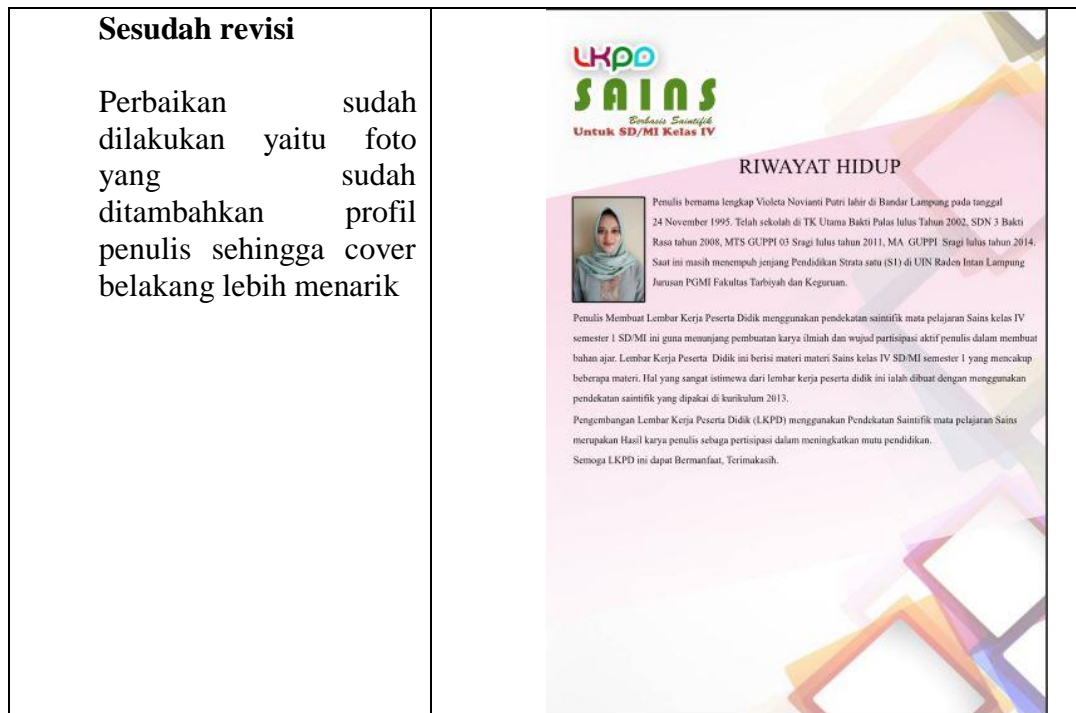 Sesudah revisi
Perbaikan sudah
dilakukan yaitu foto
yang sudah
ditambahkan profil
penulis sehingga cover
belakang lebih menarik
LKPD
SAINS
Berbasis Saintifik
Untuk SD/MI Kelas IV
RIWAYAT HIDUP
Penulis bernama lengkap Violeta Novianti Putri lahir di Bandar Lampung pada tanggal
24 November 1995. Telah sekolah di TK Utama Bakti Palas lulus Tahun 2002, SDN 3 Bakti
Rasa tahun 2008, MTS GUPPI 03 Sragi lulus tahun 2011, MA GUPPI Sragi lulus tahun 2014.
Saat ini masih menempuh jenjang Pendidikan Strata satu (S1) di UIN Raden Intan Lampung
Jurusan PGMI Fakultas Tarbiyah dan Keguruan.
Penulis Membuat Lembar Kerja Peserta Didik menggunakan pendekatan saintifik mata pelajaran Sains kelas IV
semester 1 SD/MI ini guna menunjang pembuatan karya ilmiah dan wujud partisipasi aktif penulis dalam membuat
bahan ajar. Lembar Kerja Peserta Didik ini berisi materi materi Sains kelas IV SD/MI semester 1 yang mencakup
beberapa materi. Hal yang sangat istimewa dari lembar kerja peserta didik ini ialah dibuat dengan menggunakan
pendekatan saintifik yang dipakai di kurikulum 2013.
Pengembangan Lembar Kerja Peserta Didik (LKPD) menggunakan Pendekatan Saintifik mata pelajaran Sains
merupakan Hasil karya penulis sebaga pertisipasi dalam meningkatkan mutu pendidikan.
Semoga LKPD ini dapat Bermanfaat, Terimakasih.